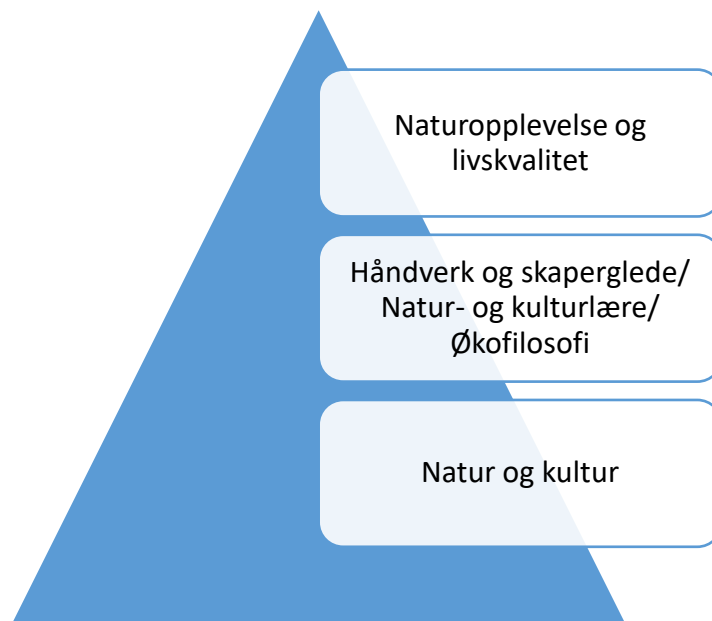 Naturopplevelse og
livskvalitet
Håndverk og skaperglede/
Natur- og kulturlære/
Økofilosofi
Natur og kultur